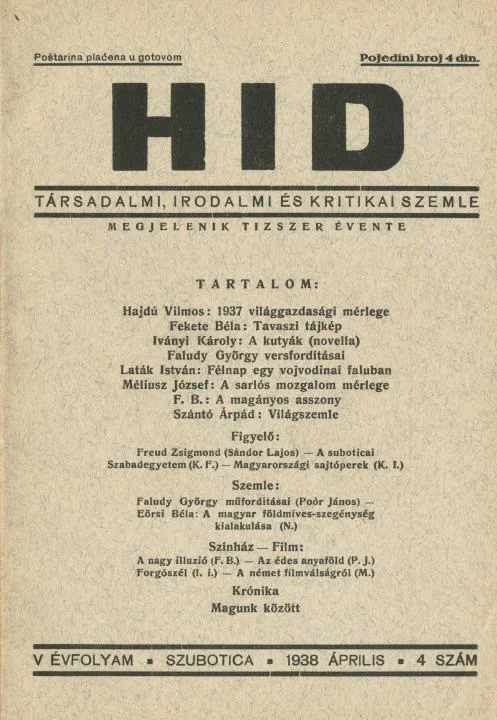 Poštarina plaćena u gotovom
Pojedini broj 4 din.
HID
TÁRSADALMI, IRODALMI ÉS KRITIKAI SZEMLE
MEGJELENIK TIZSZER ÉVENTE
TARTALOM:
Hajdú Vilmos: 1937 világgazdasági mérlege
Fekete Béla: Tavaszi tájkép
Iványi Károly: A kutyák (novella)
Faludy György versforditásai
Laták István: Félnap egy vojvodinai faluban
Méliusz József: A sarlós mozgalom mérlege
F. B.: A magányos asszony
Szántó Árpád: Világszemle
Figyelő:
Freud Zsigmond (Sándor Lajos) — A suboticai
Szabadegyetem (K. F.) — Magyarországi sajtóperek (K. I.)
Szemle:
Faludy György műforditásai (Poór János) —
Eörsi Béla: A magyar földmíves-szegénység
kialakulása (N.)
Szinház — Film:
A nagy illuzió (F. B.) — Az édes anyaföld (P. J.)
Forgószél (l. i.) — A német filmválságról (M.)
Krónika
Magunk között
V ÉVFOLYAM ▪ SZUBOTICA ▪ 1938 ÁPRILIS ▪ 4 SZÁM